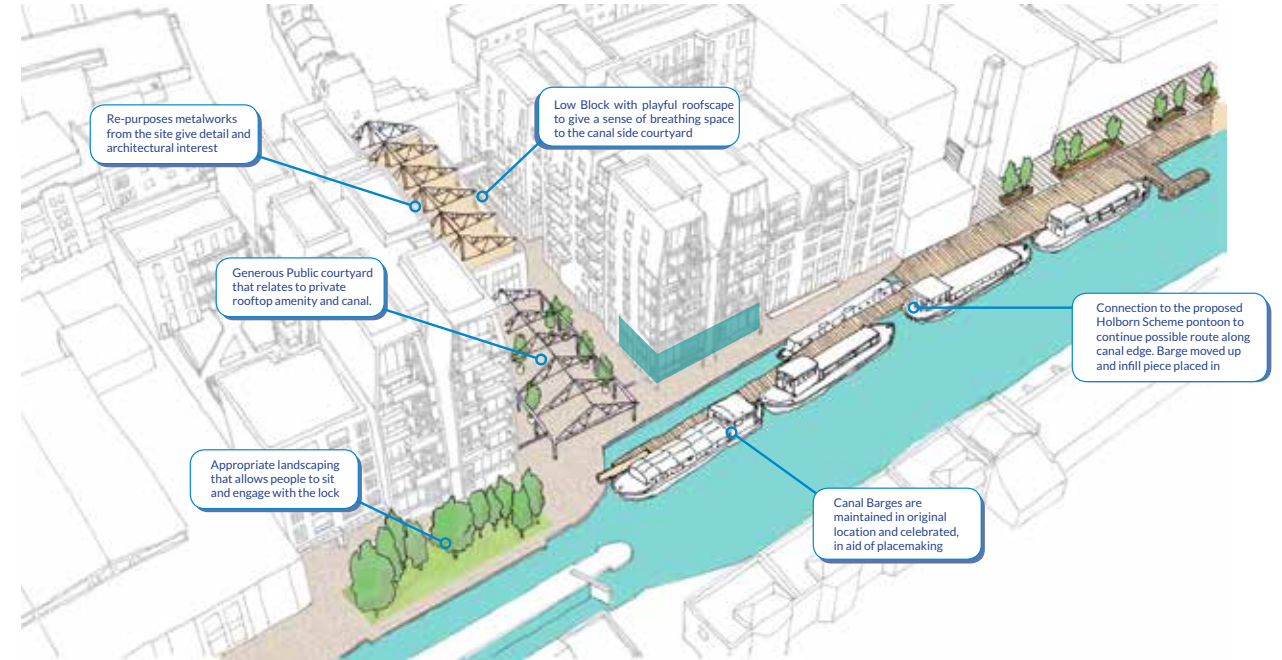 Re-purposes metalworks
from the site give detail and
architectural interest
Low Block with playful roofscape
to give a sense of breathing space
to the canal side courtyard
Generous Public courtyard
that relates to private
rooftop amenity and canal.
Connection to the proposed
Holborn Scheme pontoon to
continue possible route along
canal edge. Barge moved up
and infill piece placed in
Appropriate landscaping
that allows people to sit
and engage with the lock
Canal Barges are
maintained in original
location and celebrated,
in aid of placemaking